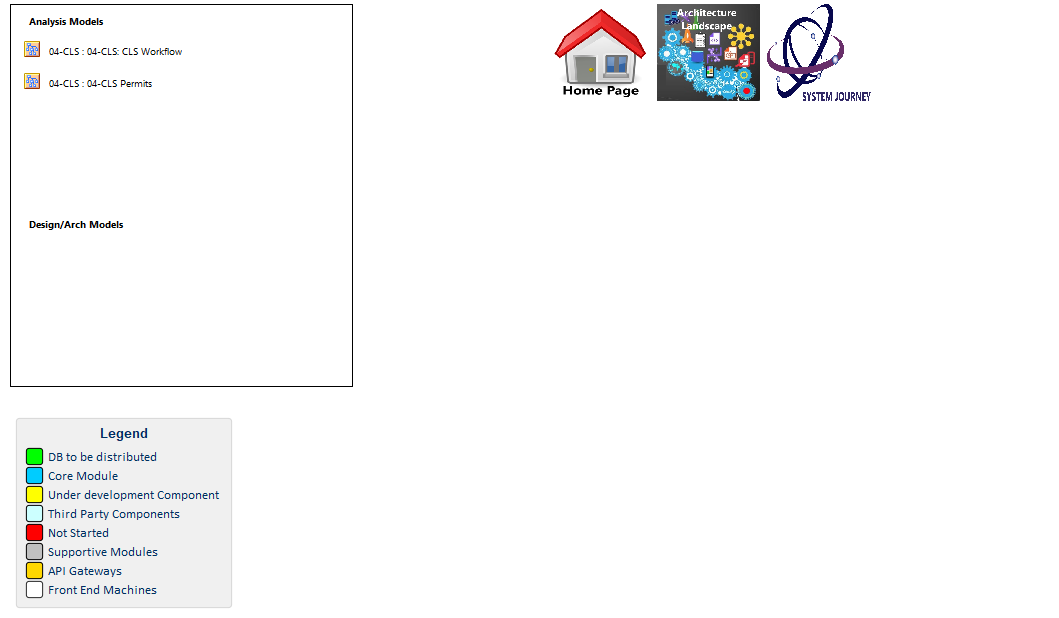 Analysis Models
04-CLS : 04-CLS: CLS Workflow
04-CLS : 04-CLS Permits
Design/Arch Models
Home Page
Architecture
Landscape
SYSTEM JOURNEY
Legend
DB to be distributed
Core Module
Under development Component
Third Party Components
Not Started
Supportive Modules
API Gateways
Front End Machines